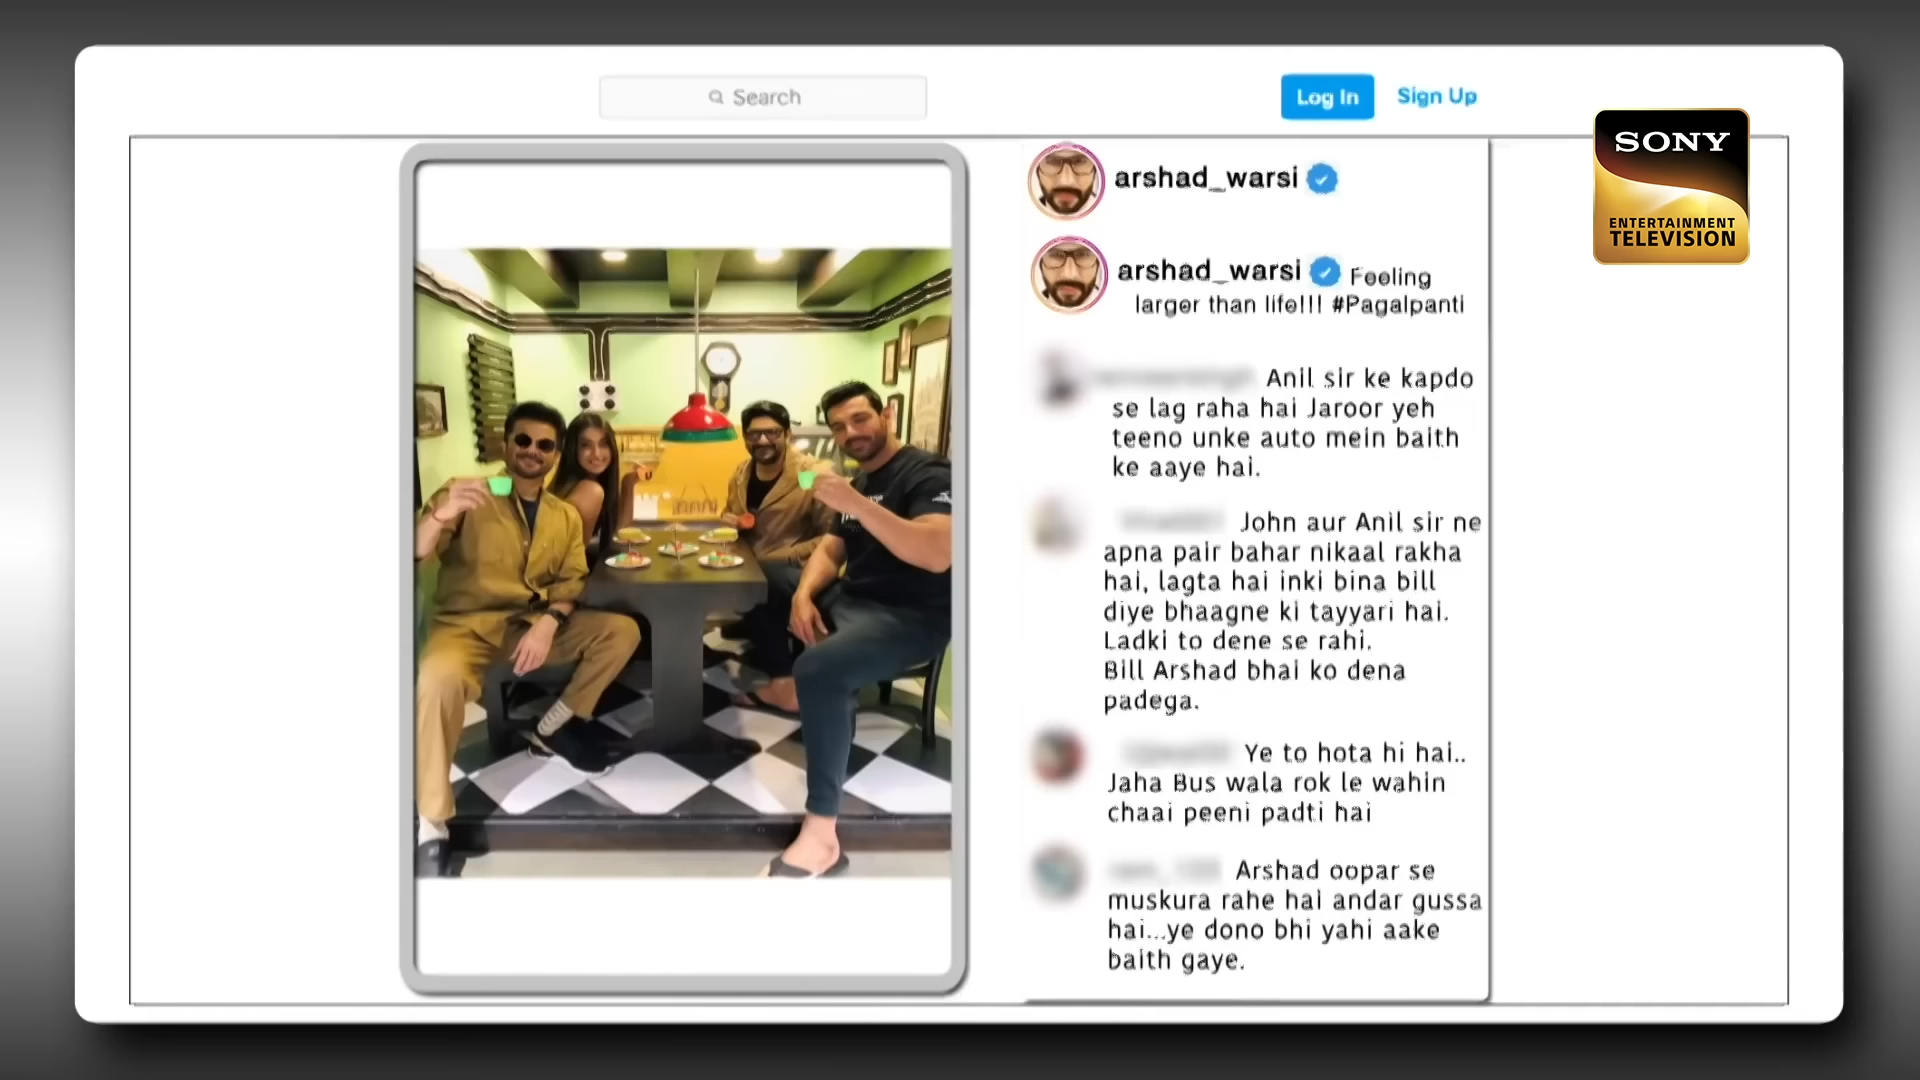 Search
Log In
Sign Up
SONY
ENTERTAINMENT
TELEVISION
arshad_warsi
arshad_warsi Feeling
larger than life!!! #Pagalpanti
Anil sir ke kapdo
se lag raha hai Jaroor yeh
teeno unke auto mein baith
ke aaye hai.
John aur Anil sir ne
apna pair bahar nikaal rakha
hai, lagta hai inki bina bill
diye bhaagne ki tayyari hai.
Ladki to dene se rahi.
Bill Arshad bhai ko dena
padega.
Ye to hota hi hai..
Jaha Bus wala rok le wahin
chaai peeni padti hai
Arshad oopar se
muskura rahe hai andar gussa
hai...ye dono bhi yahi aake
baith gaye.